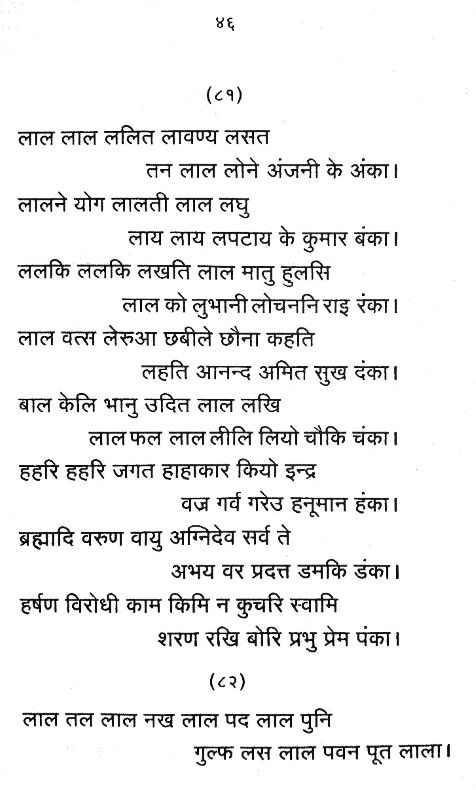 ४६
(८१)
लाल लाल ललित लावण्य लसत
तन लाल लोने अंजनी के अंका।
लालने योग लालती लाल लघु
लाय लाय लपटाय के कुमार बंका।
ललकि ललकि लखति लाल मातु हुलसि
लाल को लुभानी लोचननि राइ रंका।
लाल वत्स लेरुआ छबीले छौना कहति
लहति आनन्द अमित सुख दंका।
बाल केलि भानु उदित लाल लखि
लाल फल लाल लीलि लियो चौकि चंका।
हहरि हहरि जगत हाहाकार कियो इन्द्र
वज्र गर्व गरेउ हनूमान हंका।
ब्रह्मादि वरुण वायु अग्निदेव सर्व ते
अभय वर प्रदत्त डमकि डंका।
हर्षण विरोधी काम किमि न कुचरि स्वामि
शरण रखि बोरि प्रभु प्रेम पंका।
(८२)
लाल तल लाल नख लाल पद लाल पुनि
गुल्फ लस लाल पवन पूत लाला।